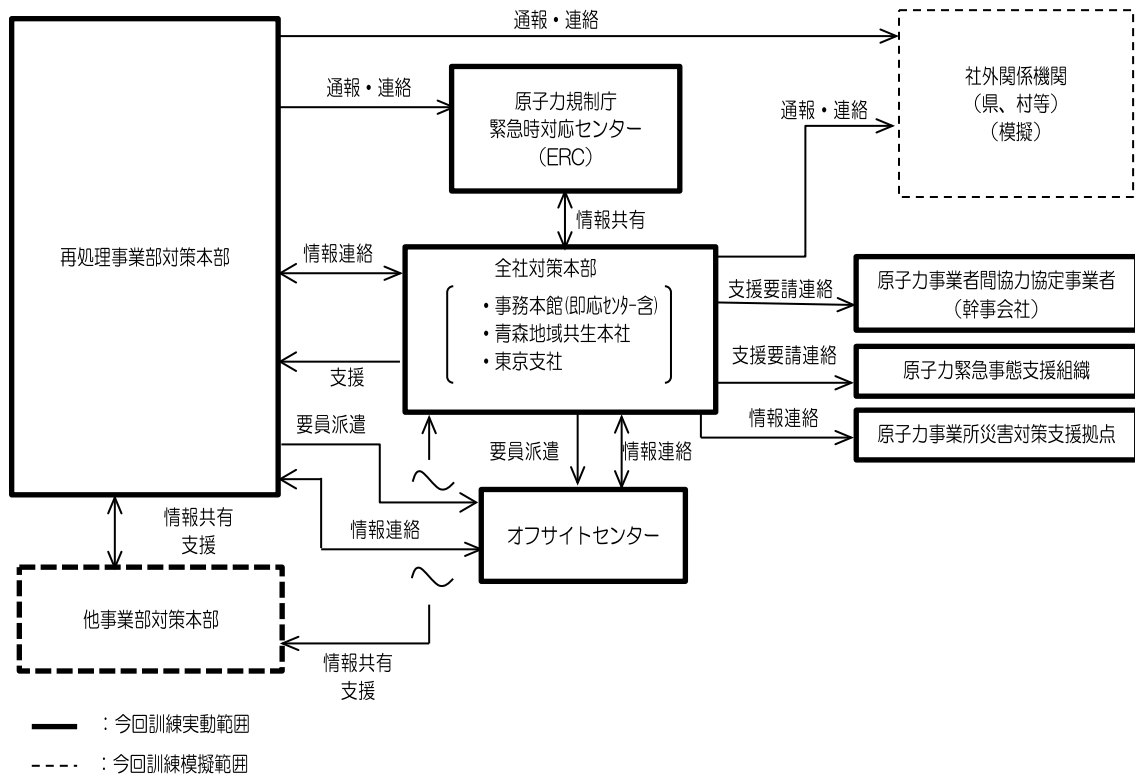 通報・連絡
社外関係機関
（県、村等）
（模擬）
通報・連絡
原子力規制庁
緊急時対応センター
（ERC）
通報・連絡
情報共有
再処理事業部対策本部
情報連絡
全社対策本部
・事務本館(即応ｾﾝﾀｰ含)
・青森地域共生本社
・東京支社
支援要請連絡
原子力事業者間協力協定事業者
（幹事会社）
支援
支援要請連絡
原子力緊急事態支援組織
要員派遣
要員派遣
情報連絡
情報連絡
原子力事業所災害対策支援拠点
情報共有
支援
情報連絡
オフサイトセンター
他事業部対策本部
情報共有
支援
：今回訓練実動範囲
：今回訓練模擬範囲